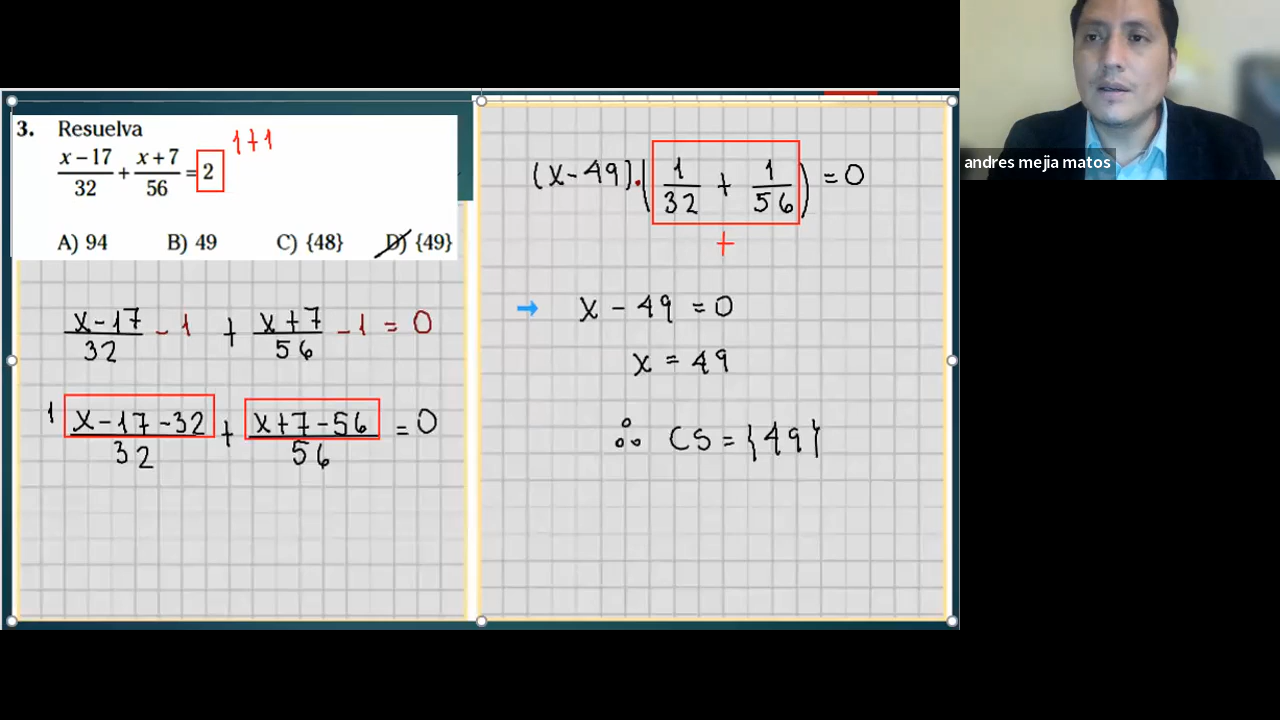 3. Resuelva
x − 17/32 + x + 7/56 = 2
1 + 1
A) 94 B) 49 C) {48} D) {49}
x − 17/32 − 1 + x + 7/56 − 1 = 0
1 x − 17 − 32/32 + x + 7 − 56/56 = 0
(x − 49).(1/32 + 1/56) = 0
+
→ x − 49 = 0
x = 49
∴ CS = {49}
andres mejia matos